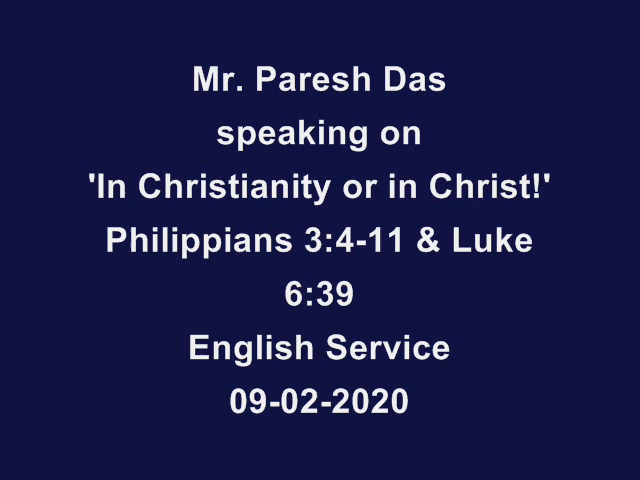 Mr. Paresh Das
speaking on
'In Christianity or in Christ!'
Philippians 3:4-11 & Luke
6:39
English Service
09-02-2020